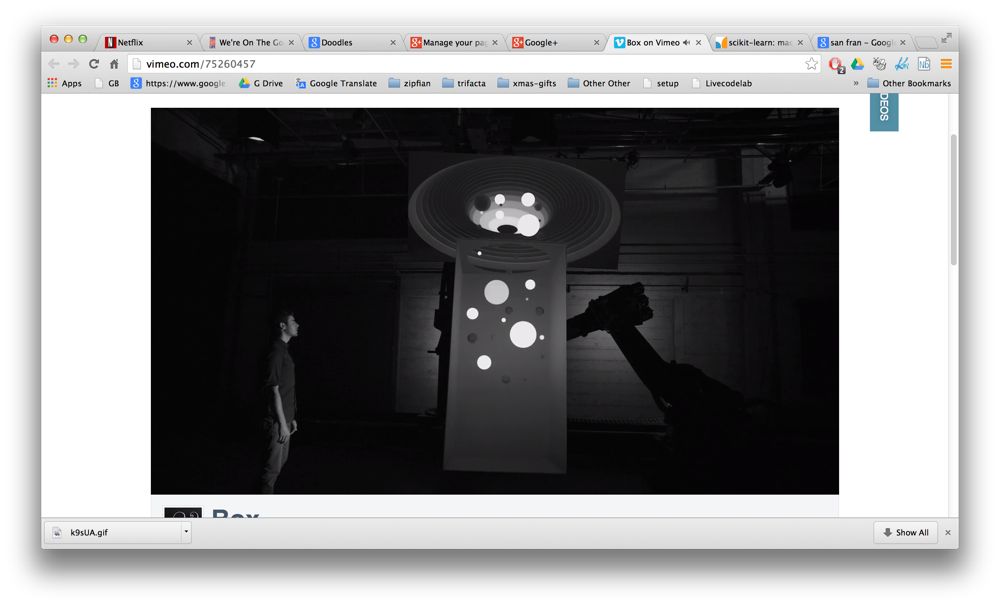 Netflix
We're On The Go
Doodles
Manage your pa
Google+
Box on Vimeo
scikit-learn: mac
san fran - Googl
vimeo.com/75260457
2
Nb
Apps
GB
https://www.google
G Drive
Google Translate
zipfian
trifacta
xmas-gifts
Other Other
setup
Livecodelab
»
Other Bookmarks
DEOS
Box
k9sUA.gif
Show All